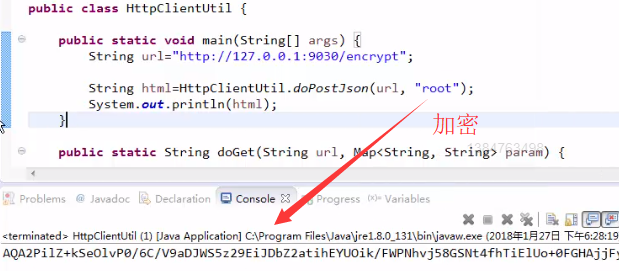 public class HttpClientUtil {
public static void main(String[] args) {
String url="http://127.0.0.1:9030/encrypt";
String html=HttpClientUtil.doPostJson(url, "root");
System.out.println(html);
}
加密
public static String doGet(String url, Map<String, String> param) {
Problems @ Javadoc Declaration Console Progress (x)= Variables
<terminated> HttpClientUtil (1) [Java Application] C:\Program Files\Java\jre1.8.0_131\bin\javaw.exe (2018年1月27日 下午6:28:19
AQA2PilZ+kSeOlvP0/6C/V9aDJWS5z29EiJDbZ2atihEYUOik/FWPNhvj58GSNt4fhTiElUo+0FGHAjjFy